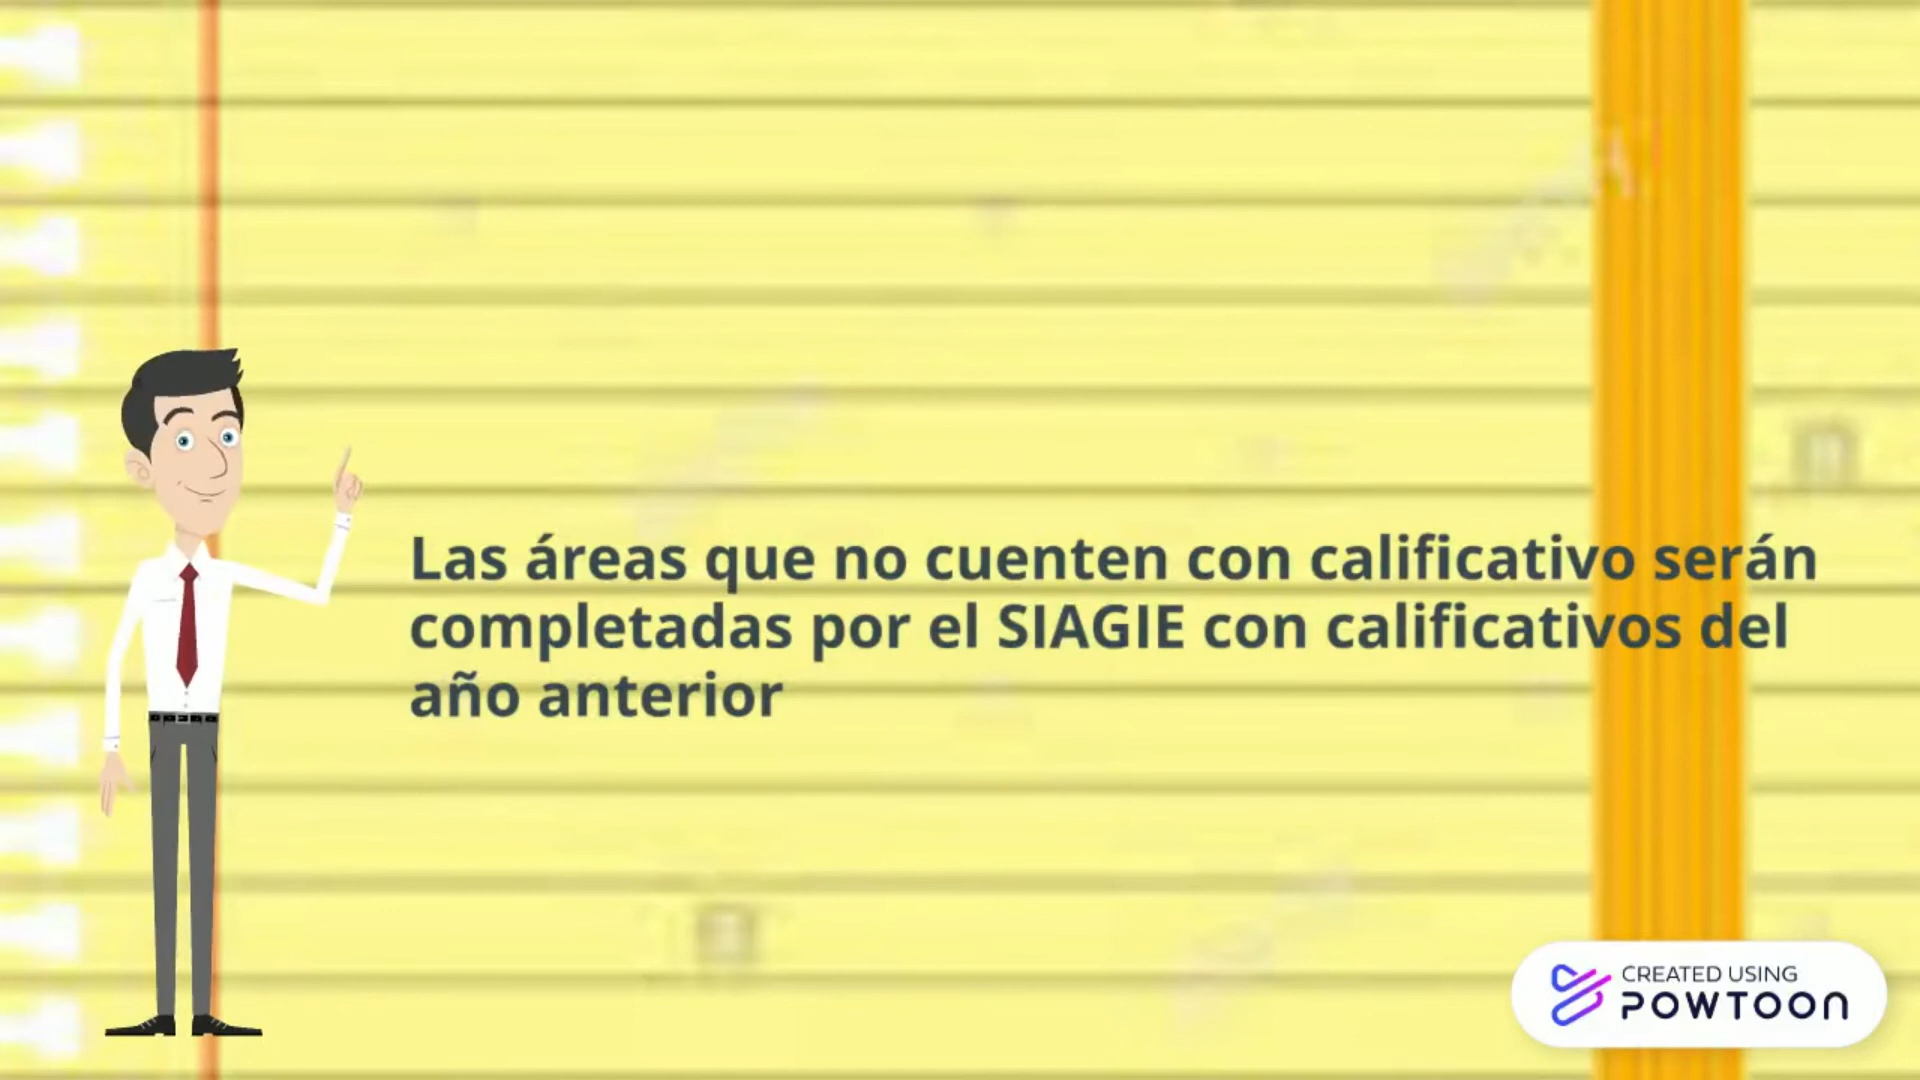 Las áreas que no cuenten con calificativo serán
completadas por el SIAGIE con calificativos del
año anterior
CREATED USING
POWTOON